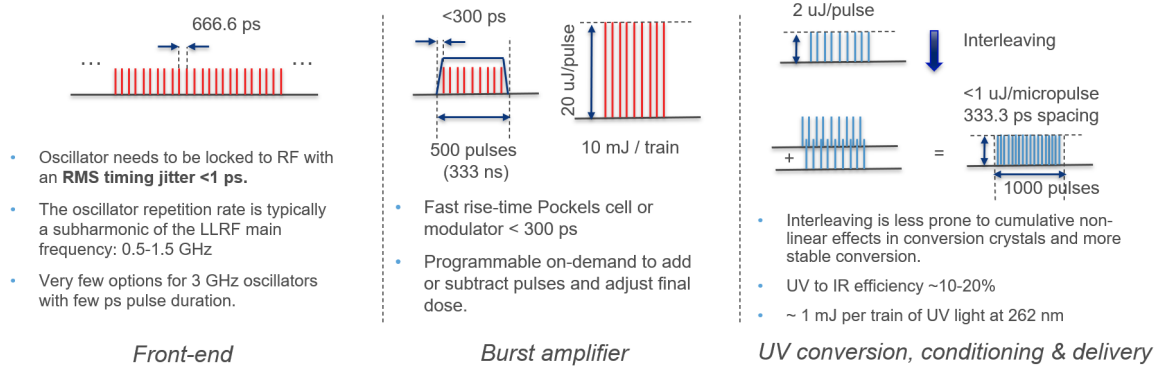 666.6 ps
... ...
• Oscillator needs to be locked to RF with
an RMS timing jitter <1 ps.
• The oscillator repetition rate is typically
a subharmonic of the LLRF main
frequency: 0.5-1.5 GHz
• Very few options for 3 GHz oscillators
with few ps pulse duration.
Front-end
<300 ps
20 uJ/pulse
500 pulses
(333 ns)
10 mJ / train
• Fast rise-time Pockels cell or
modulator < 300 ps
• Programmable on-demand to add
or subtract pulses and adjust final
dose.
Burst amplifier
2 uJ/pulse
Interleaving
<1 uJ/micropulse
333.3 ps spacing
+ =
1000 pulses
• Interleaving is less prone to cumulative non-
linear effects in conversion crystals and more
stable conversion.
• UV to IR efficiency ~10-20%
• ~ 1 mJ per train of UV light at 262 nm
UV conversion, conditioning & delivery